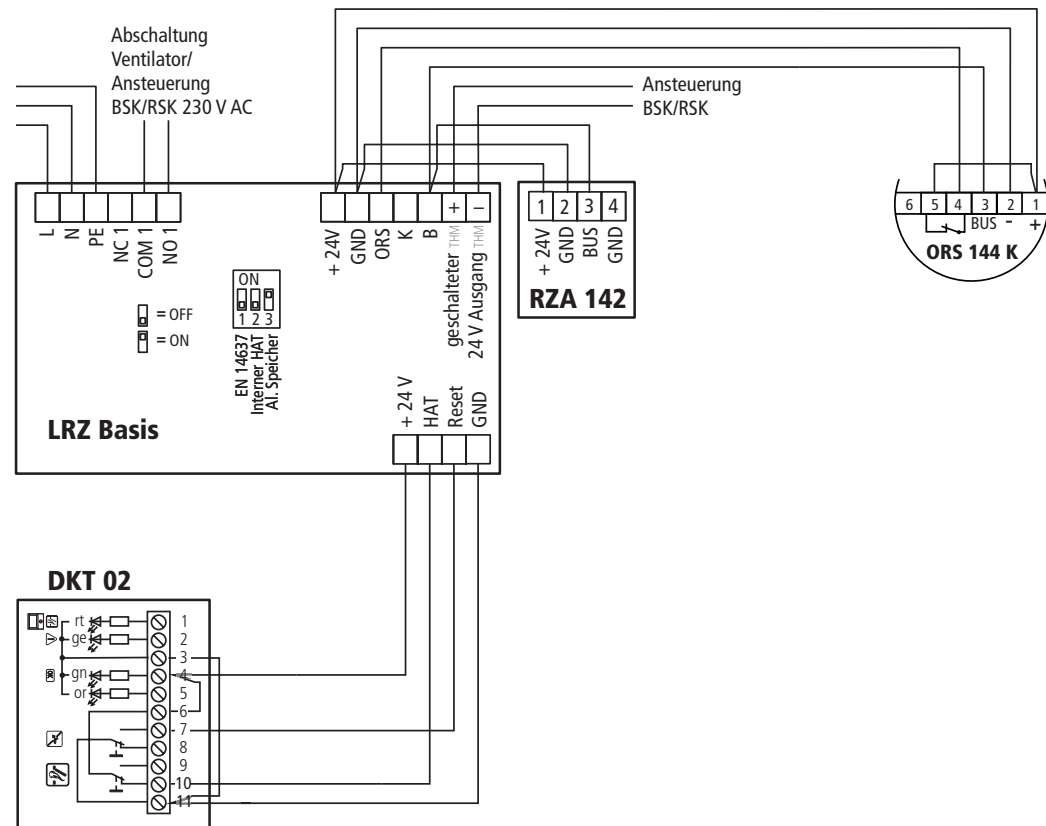 Abschaltung
Ventilator/
Ansteuerung
BSK/RSK 230 V AC
Ansteuerung
BSK/RSK
L
N
PE
NC 1
COM 1
NO 1
+ 24V
GND
ORS
K
B
+
–
geschalteter THM
24 V Ausgang THM
1 2 3 4
+ 24V
GND
BUS
GND
RZA 142
6 5 4 3 2 1
BUS - +
ORS 144 K
ON
1 2 3
= OFF
= ON
EN 14637
Interner HAT
Al. Speicher
LRZ Basis
+ 24 V
HAT
Reset
GND
DKT 02
rt 1
ge 2
3
gn 4
or 5
6
7
8
9
10
11